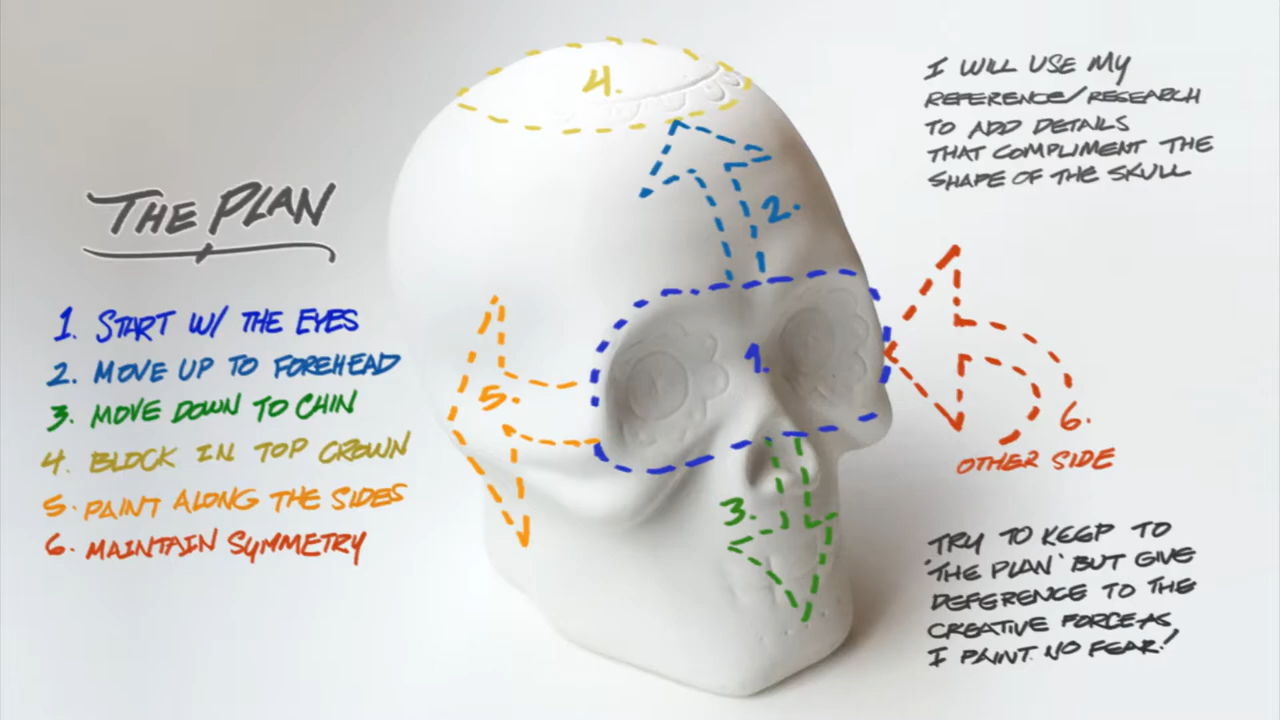 THE PLAN
1. START W/ THE EYES
2. MOVE UP TO FOREHEAD
3. MOVE DOWN TO CHIN
4. BLOCK IN TOP CROWN
5. PAINT ALONG THE SIDES
6. MAINTAIN SYMMETRY
4.
2.
1.
5.
3.
6.
OTHER SIDE
I WILL USE MY
REFERENCE/RESEARCH
TO ADD DETAILS
THAT COMPLIMENT THE
SHAPE OF THE SKULL
TRY TO KEEP TO
'THE PLAN' BUT GIVE
DEFERENCE TO THE
CREATIVE FORCE AS
I PAINT. NO FEAR!